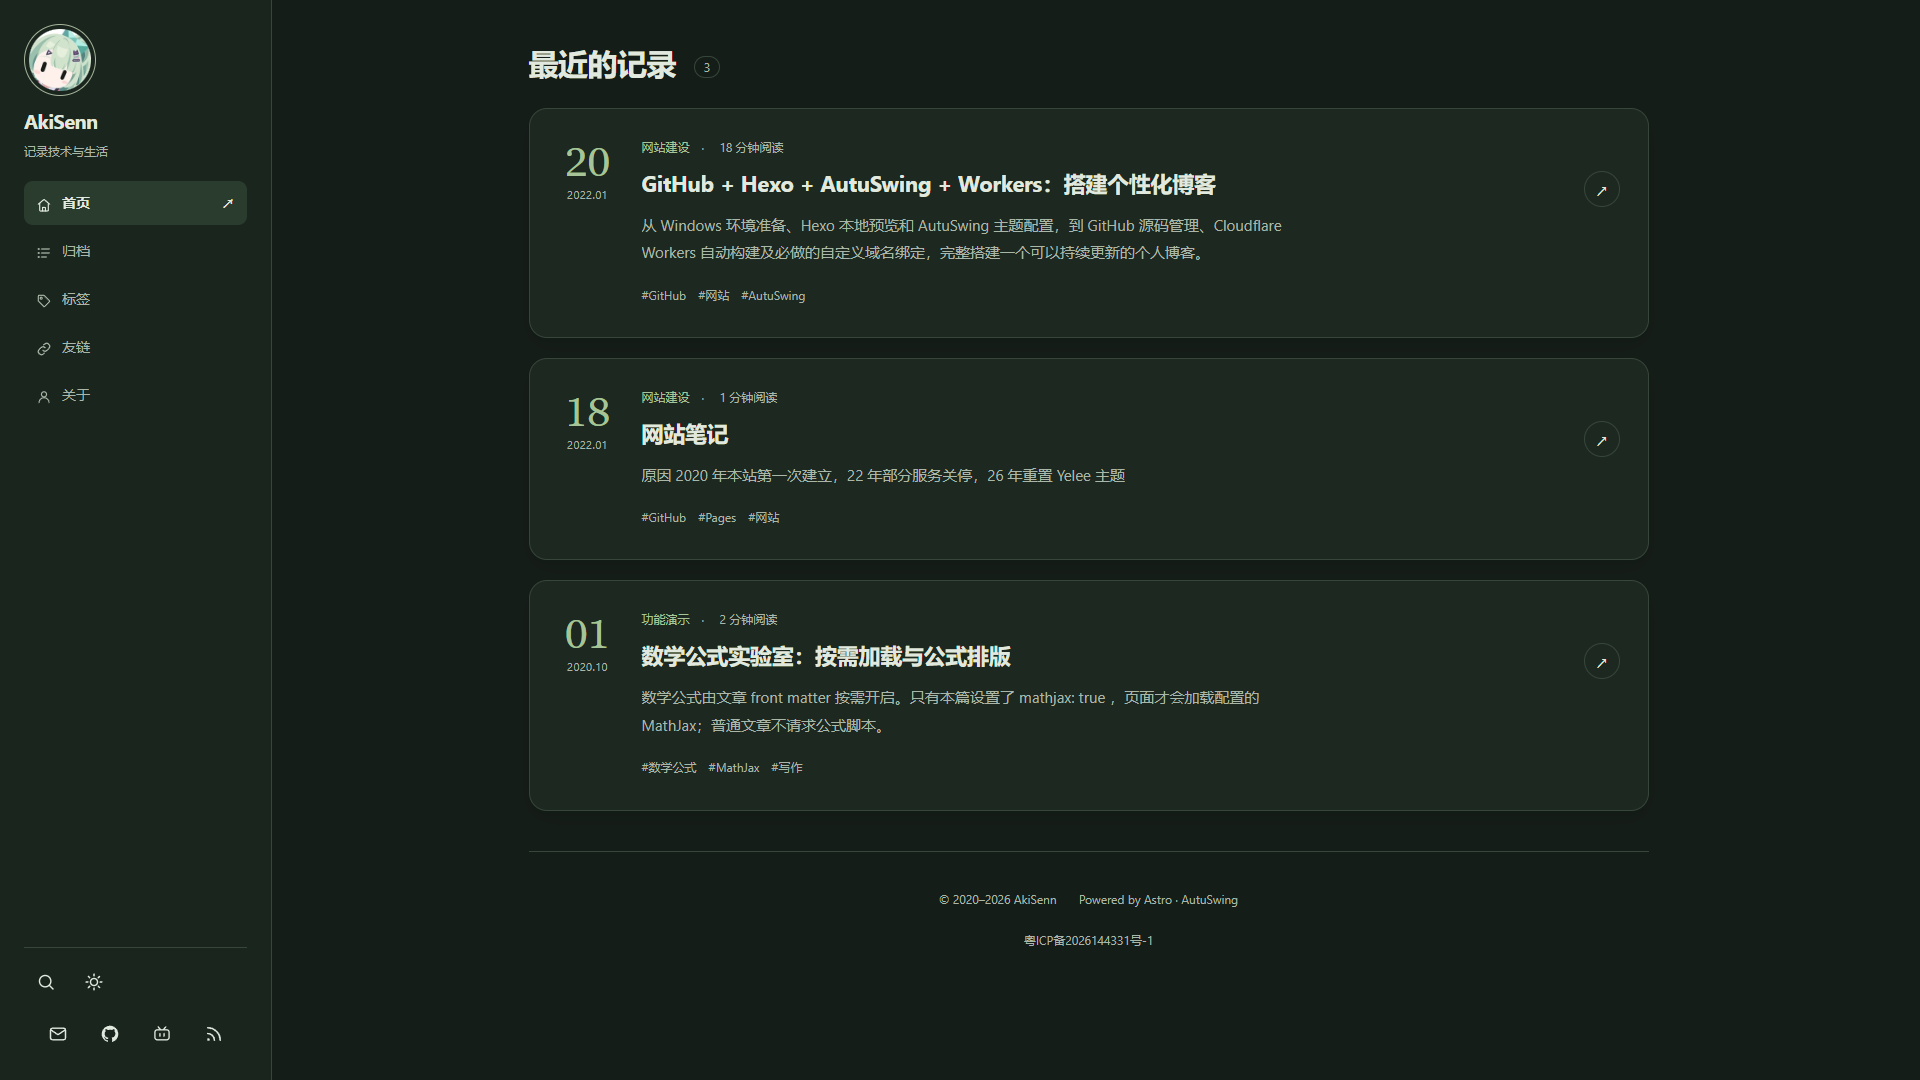 AkiSenn
记录技术与生活
首页
归档
标签
友链
关于
最近的记录 3
20
2022.01
网站建设 · 18 分钟阅读
GitHub + Hexo + AutuSwing + Workers：搭建个性化博客
从 Windows 环境准备、Hexo 本地预览和 AutuSwing 主题配置，到 GitHub 源码管理、Cloudflare
Workers 自动构建及必做的自定义域名绑定，完整搭建一个可以持续更新的个人博客。
#GitHub #网站 #AutuSwing
18
2022.01
网站建设 · 1 分钟阅读
网站笔记
原因 2020 年本站第一次建立，22 年部分服务关停，26 年重置 Yelee 主题
#GitHub #Pages #网站
01
2020.10
功能演示 · 2 分钟阅读
数学公式实验室：按需加载与公式排版
数学公式由文章 front matter 按需开启。只有本篇设置了 mathjax: true ，页面才会加载配置的
MathJax；普通文章不请求公式脚本。
#数学公式 #MathJax #写作
© 2020–2026 AkiSenn Powered by Astro · AutuSwing
粤ICP备2026144331号-1